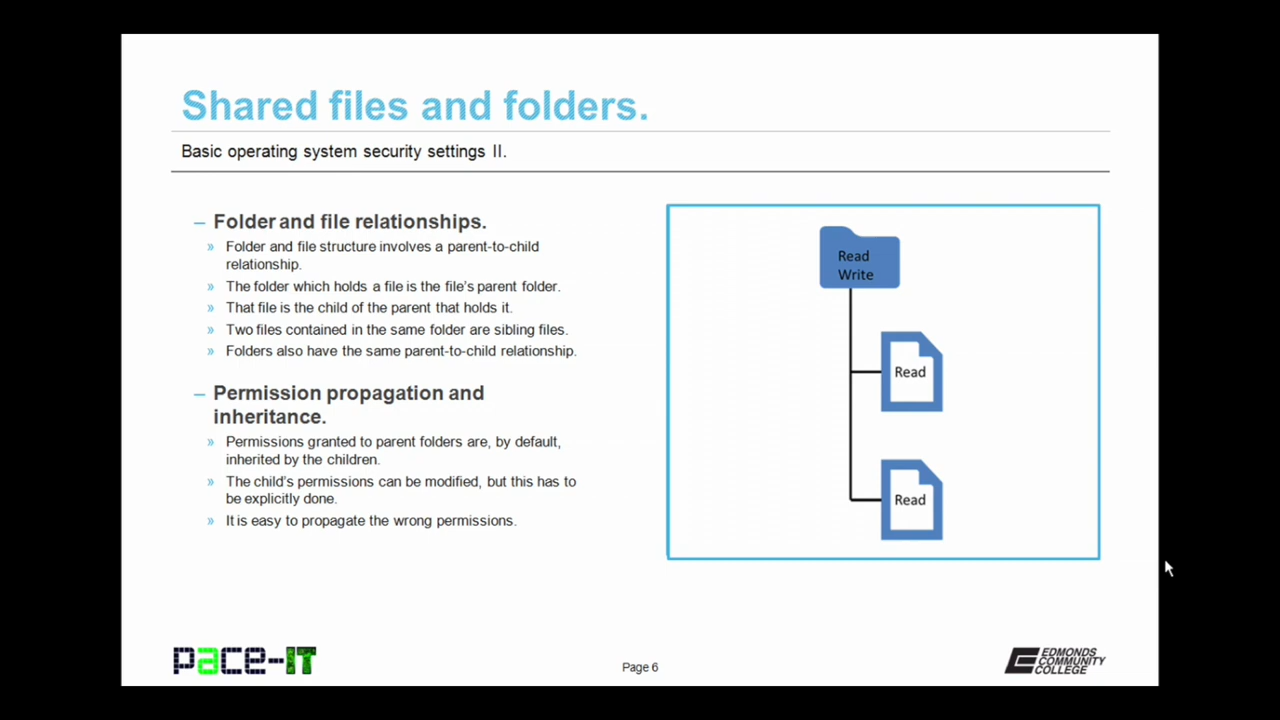 Shared files and folders.
Basic operating system security settings II.
– Folder and file relationships.
» Folder and file structure involves a parent-to-child
relationship.
» The folder which holds a file is the file's parent folder.
» That file is the child of the parent that holds it.
» Two files contained in the same folder are sibling files.
» Folders also have the same parent-to-child relationship.
– Permission propagation and
inheritance.
» Permissions granted to parent folders are, by default,
inherited by the children.
» The child's permissions can be modified, but this has to
be explicitly done.
» It is easy to propagate the wrong permissions.
Read
Write
Read
Read
pace-IT
Page 6
EDMONDS
COMMUNITY
COLLEGE